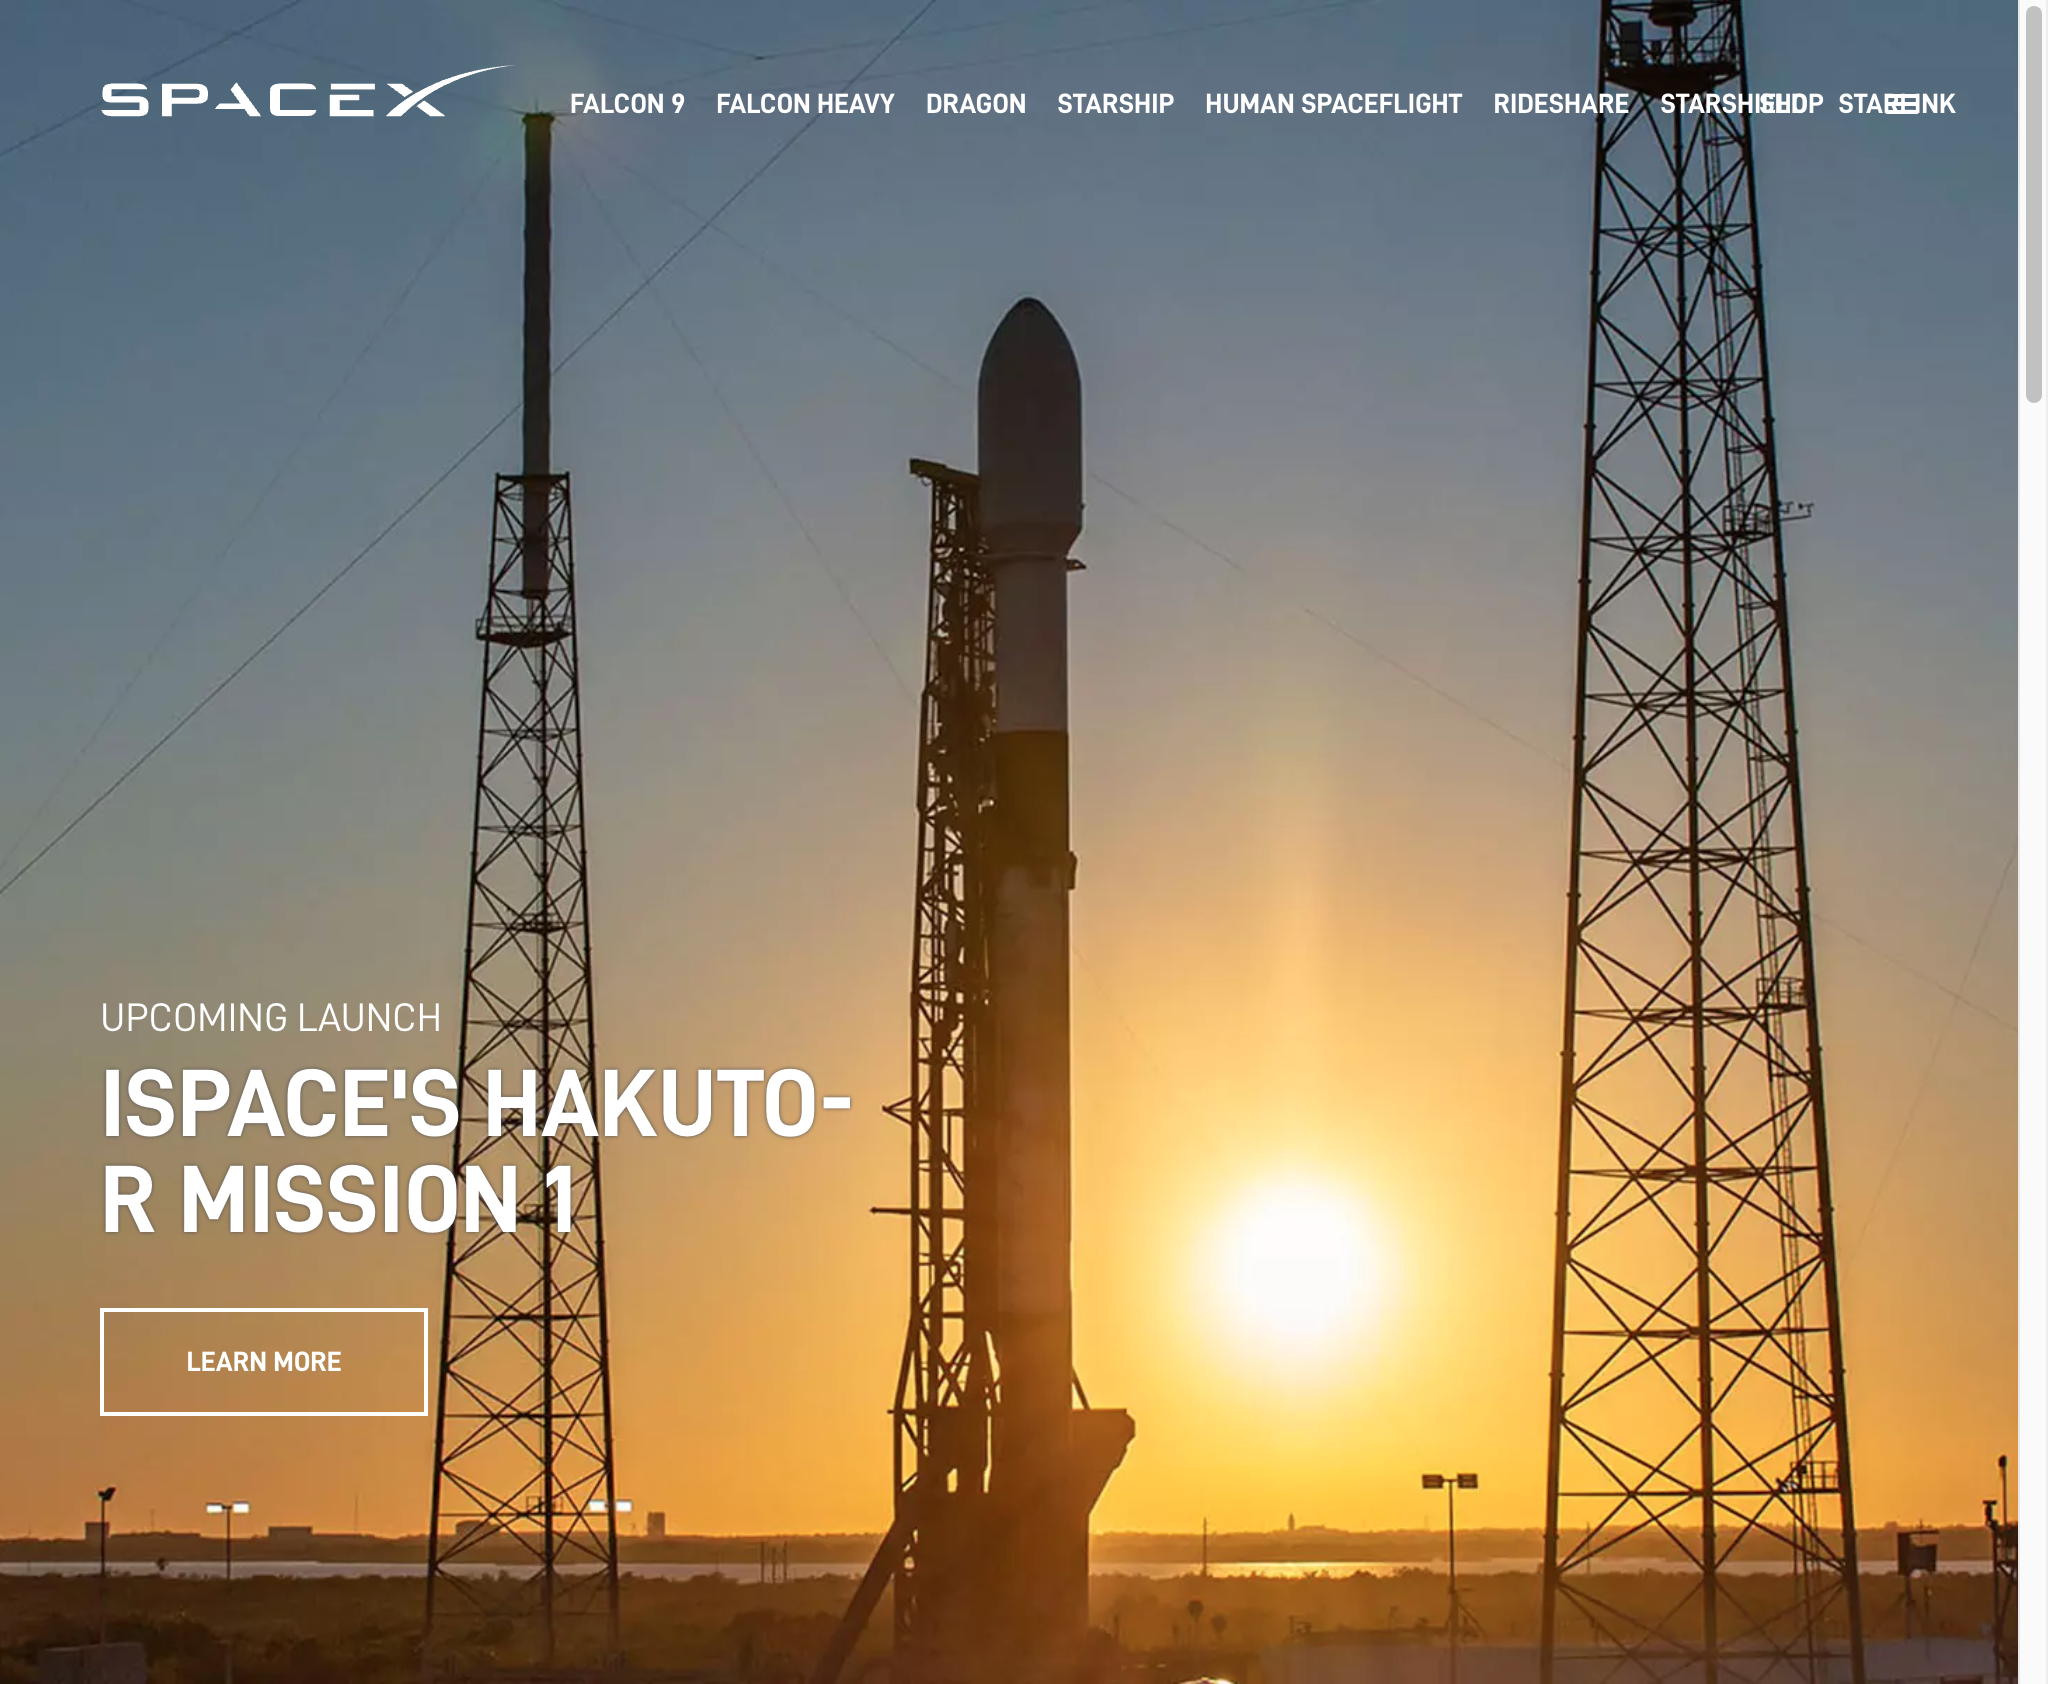 SPACEX
FALCON 9 FALCON HEAVY DRAGON STARSHIP HUMAN SPACEFLIGHT RIDESHARE STARSHIELD SHOP STARLINK
UPCOMING LAUNCH
ISPACE'S HAKUTO-
R MISSION 1
LEARN MORE